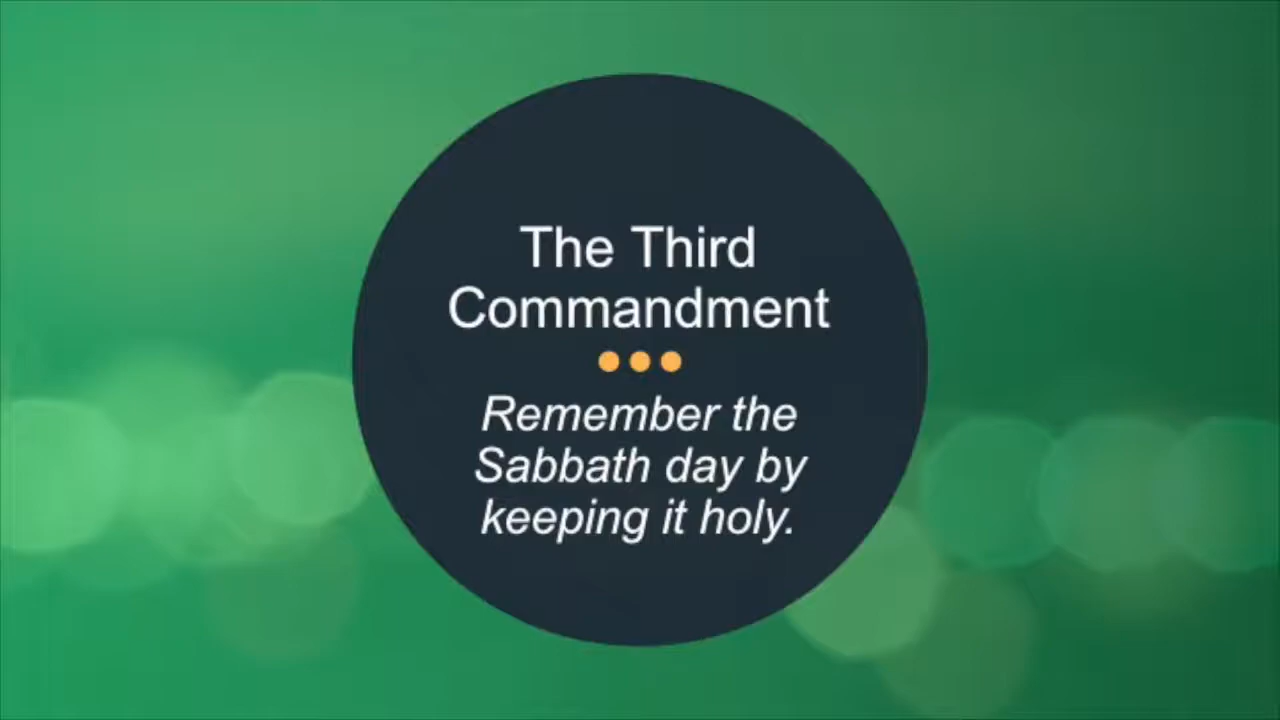 The Third
Commandment
Remember the
Sabbath day by
keeping it holy.